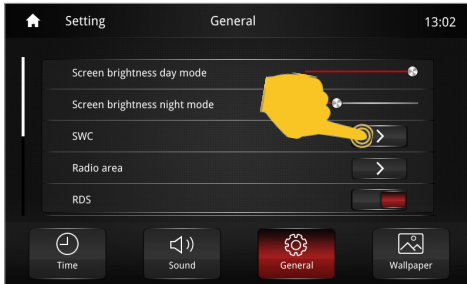 Setting General 13:02
Screen brightness day mode
Screen brightness night mode
SWC
Radio area
RDS
Time Sound General Wallpaper